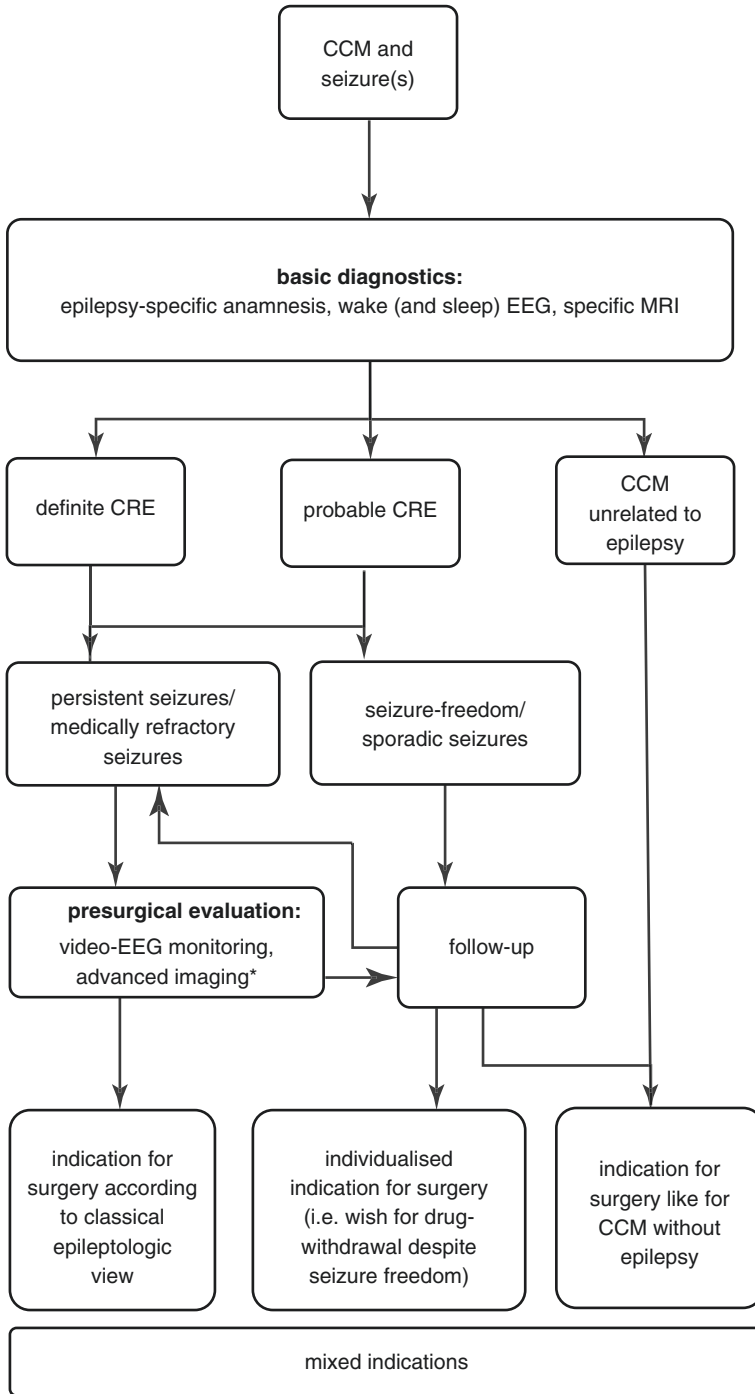 CCM and
seizure(s)
basic diagnostics:
epilepsy-specific anamnesis, wake (and sleep) EEG, specific MRI
definite CRE
probable CRE
CCM
unrelated to
epilepsy
persistent seizures/
medically refractory
seizures
seizure-freedom/
sporadic seizures
presurgical evaluation:
video-EEG monitoring,
advanced imaging*
follow-up
indication for
surgery according
to classical
epileptologic
view
individualised
indication for surgery
(i.e. wish for drug-
withdrawal despite
seizure freedom)
indication for
surgery like for
CCM without
epilepsy
mixed indications